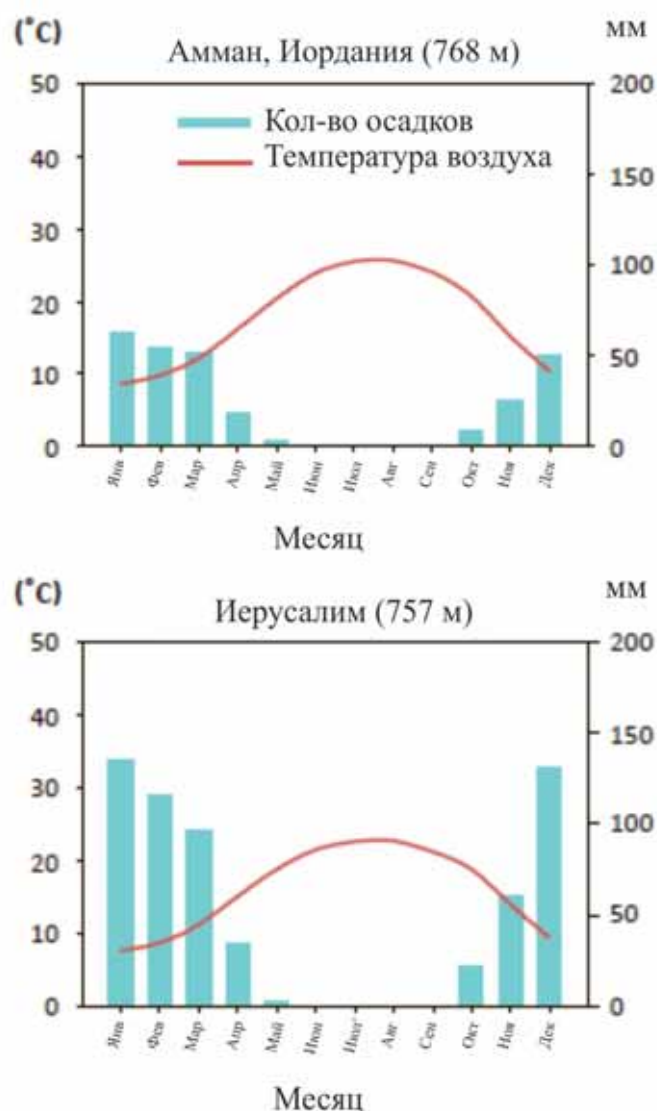 (˚C)
мм
Амман, Иордания (768 м)
50
200
Кол-во осадков
Температура воздуха
40
150
30
100
20
50
10
0
0
Янв
Фев
Мар
Апр
Май
Июн
Июл
Авг
Сен
Окт
Ноя
Дек
Месяц
(˚C)
мм
Иерусалим (757 м)
50
200
40
150
30
100
20
50
10
0
0
Янв
Фев
Мар
Апр
Май
Июн
Июл
Авг
Сен
Окт
Ноя
Дек
Месяц